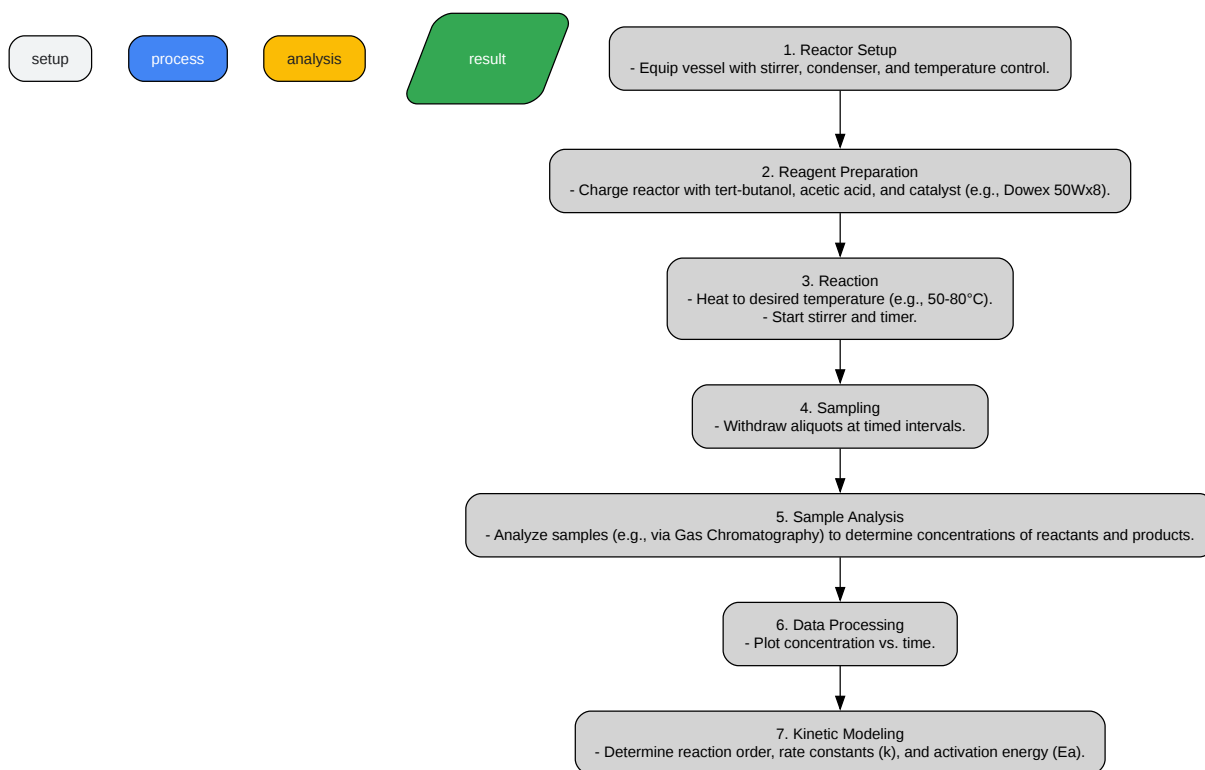 setup
process
analysis
result
1. Reactor Setup
- Equip vessel with stirrer, condenser, and temperature control.
2. Reagent Preparation
- Charge reactor with tert-butanol, acetic acid, and catalyst (e.g., Dowex 50Wx8).
3. Reaction
- Heat to desired temperature (e.g., 50-80°C).
- Start stirrer and timer.
4. Sampling
- Withdraw aliquots at timed intervals.
5. Sample Analysis
- Analyze samples (e.g., via Gas Chromatography) to determine concentrations of reactants and products.
6. Data Processing
- Plot concentration vs. time.
7. Kinetic Modeling
- Determine reaction order, rate constants (k), and activation energy (Ea).